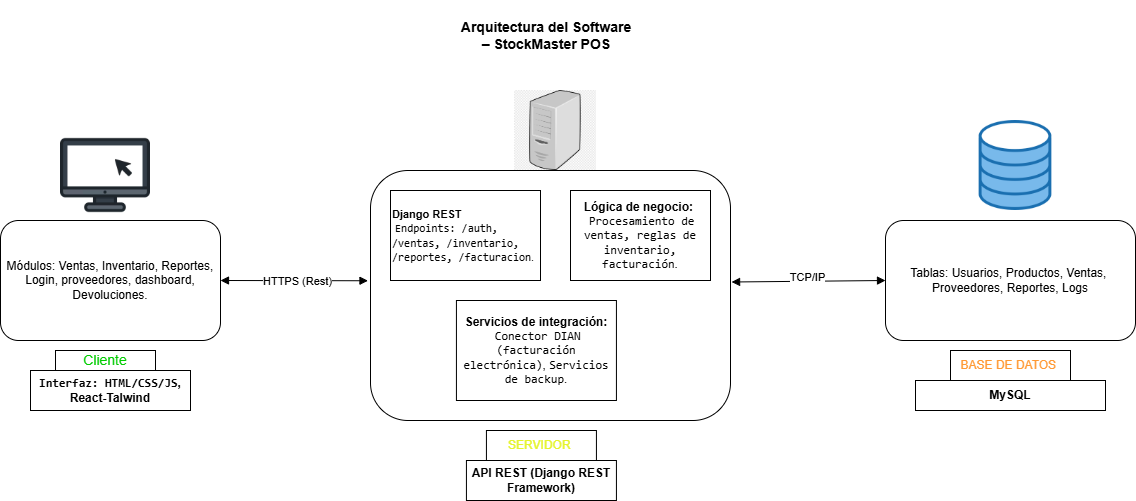 Arquitectura del Software
– StockMaster POS
Módulos: Ventas, Inventario, Reportes,
Login, proveedores, dashboard,
Devoluciones.
Cliente
Interfaz: HTML/CSS/JS,
React-Talwind
HTTPS (Rest)
Django REST
Endpoints: /auth,
/ventas, /inventario,
/reportes, /facturacion.
Lógica de negocio:
Procesamiento de
ventas, reglas de
inventario,
facturación.
Servicios de integración:
Conector DIAN
(facturación
electrónica), Servicios
de backup.
SERVIDOR
API REST (Django REST
Framework)
TCP/IP
Tablas: Usuarios, Productos, Ventas,
Proveedores, Reportes, Logs
BASE DE DATOS
MySQL